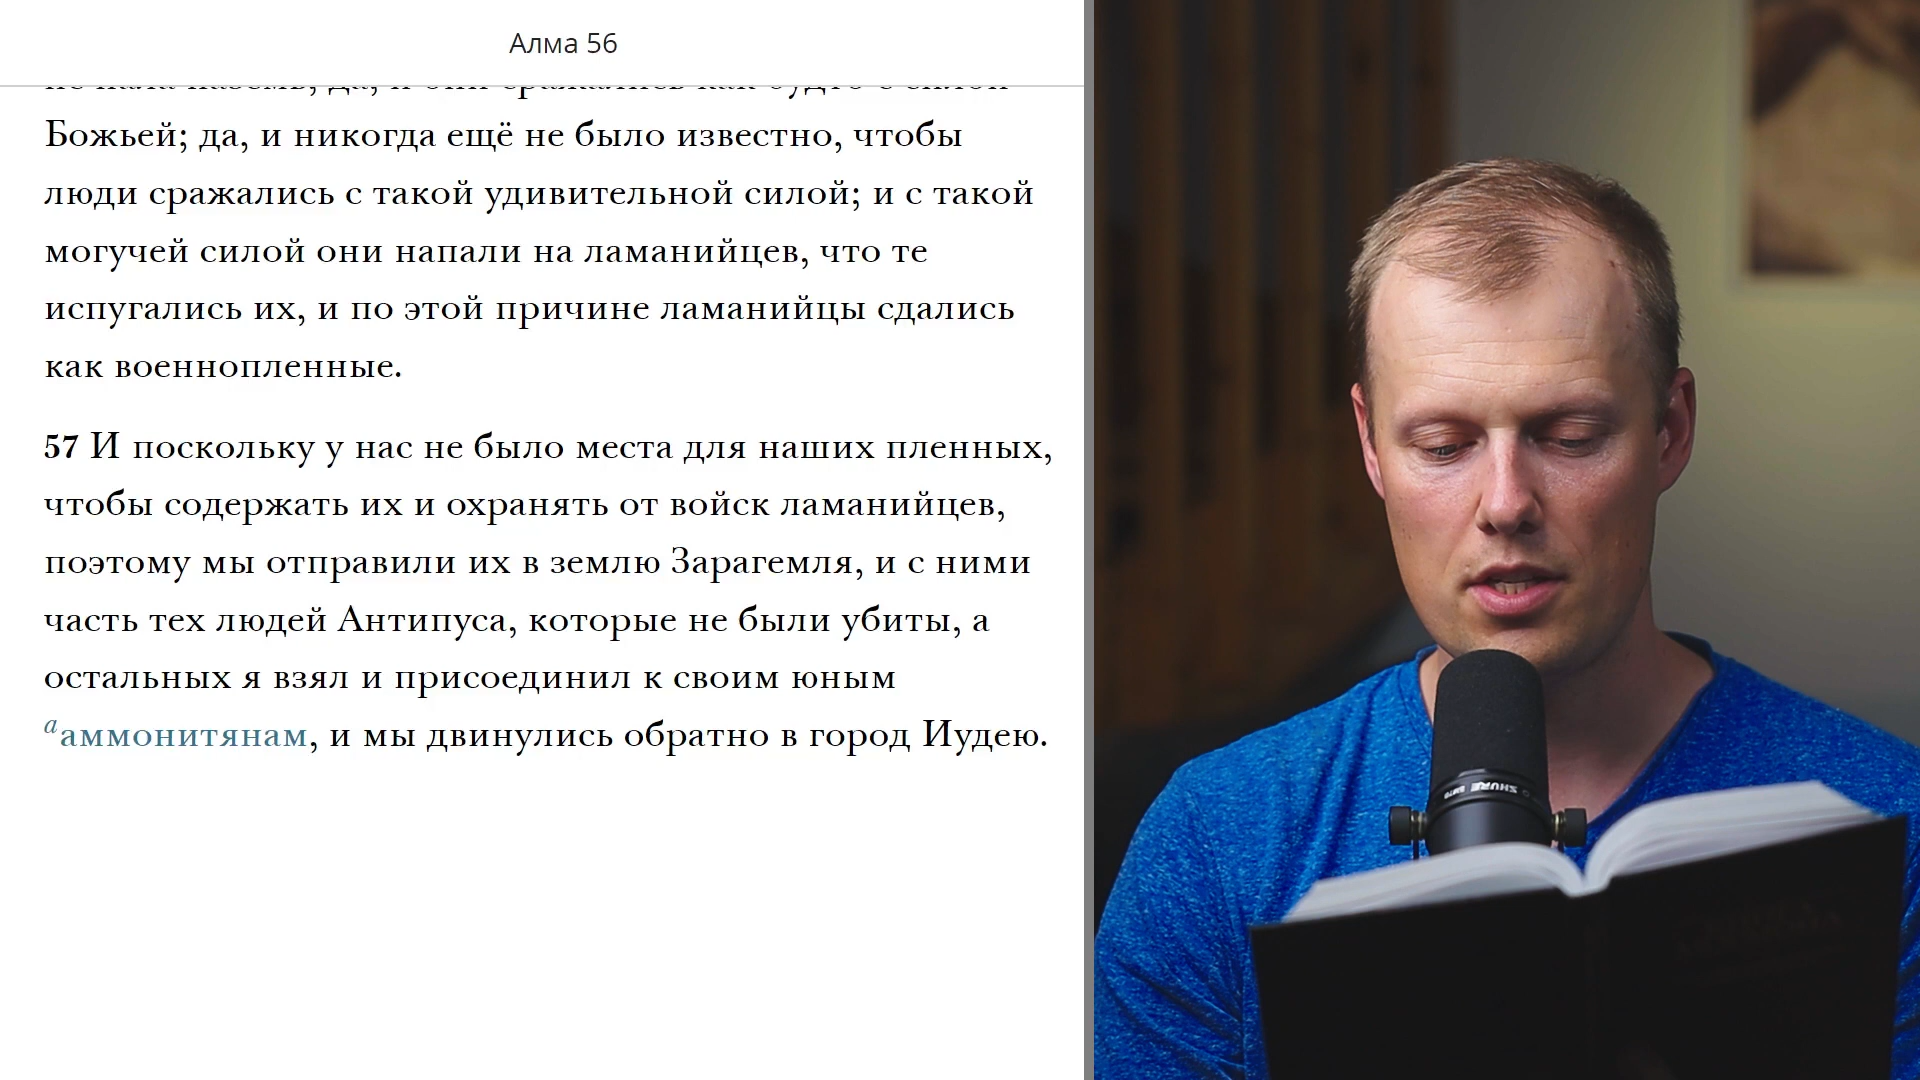 Алма 56
Божьей; да, и никогда ещё не было известно, чтобы
люди сражались с такой удивительной силой; и с такой
могучей силой они напали на ламанийцев, что те
испугались их, и по этой причине ламанийцы сдались
как военнопленные.
57 И поскольку у нас не было места для наших пленных,
чтобы содержать их и охранять от войск ламанийцев,
поэтому мы отправили их в землю Зарагемля, и с ними
часть тех людей Антипуса, которые не были убиты, а
остальных я взял и присоединил к своим юным
aаммонитянам, и мы двинулись обратно в город Иудею.
SHURE